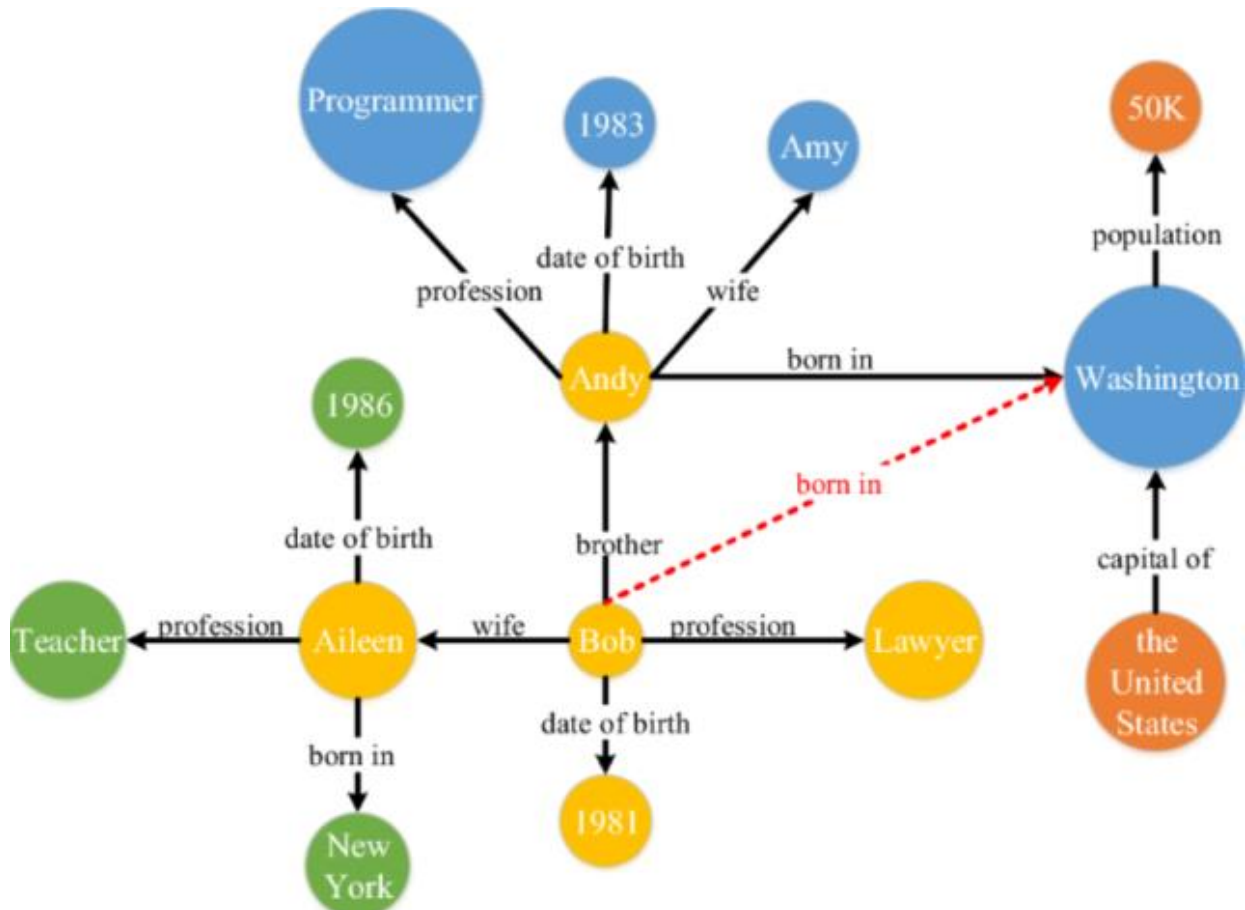 Programmer
1983
Amy
50K
population
date of birth
profession
wife
born in
Andy
Washington
1986
born in
brother
date of birth
capital of
Teacher
profession
Aileen
wife
Bob
profession
Lawyer
the
United
States
date of birth
born in
1981
New
York